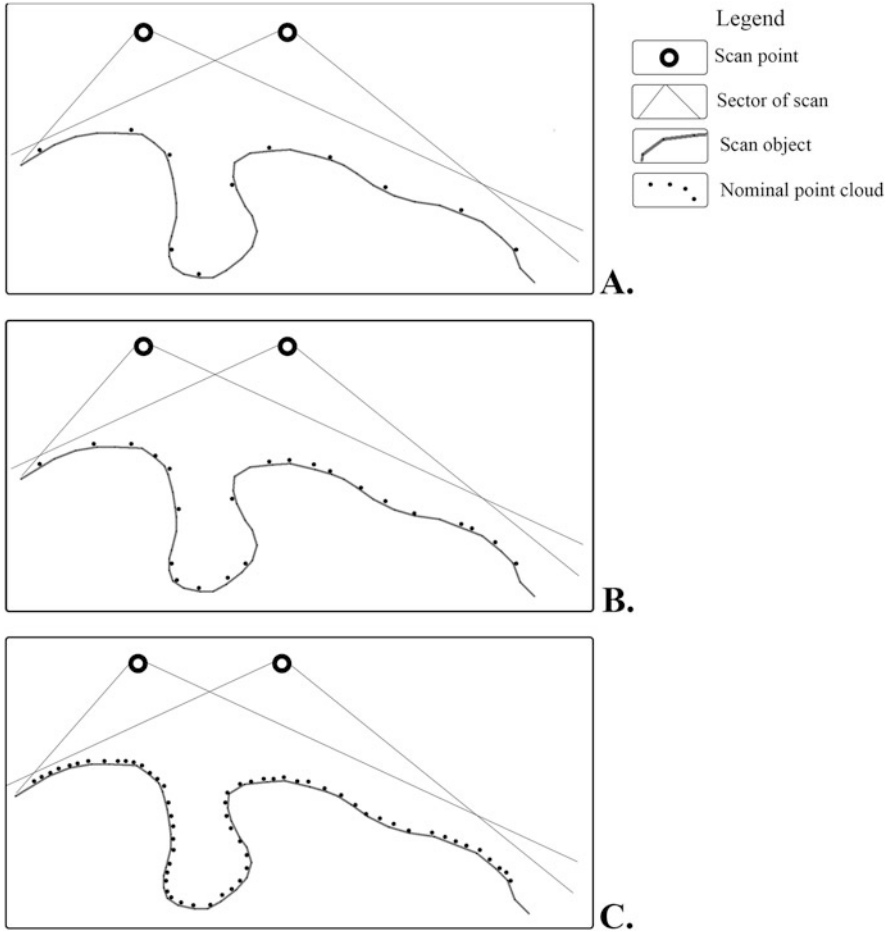 Legend
Scan point
Sector of scan
Scan object
Nominal point cloud
A.
B.
C.